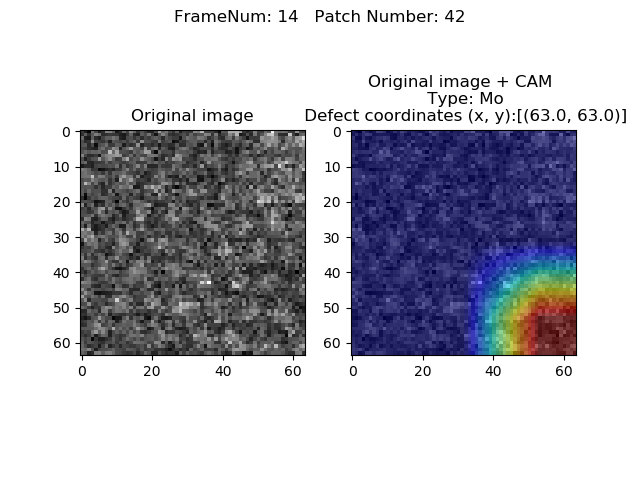 FrameNum: 14   Patch Number: 42
Original image
Original image + CAM
Type: Mo
Defect coordinates (x, y):[(63.0, 63.0)]
0
10
20
30
40
50
60
0 20 40 60
0
10
20
30
40
50
60
0 20 40 60